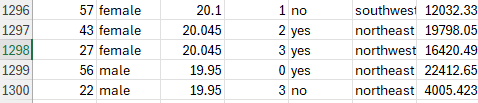 1296 57 female 20.1 1 no southwest 12032.33
1297 43 female 20.045 2 yes northeast 19798.05
1298 27 female 20.045 3 yes northwest 16420.49
1299 56 male 19.95 0 yes northeast 22412.65
1300 22 male 19.95 3 no northeast 4005.423